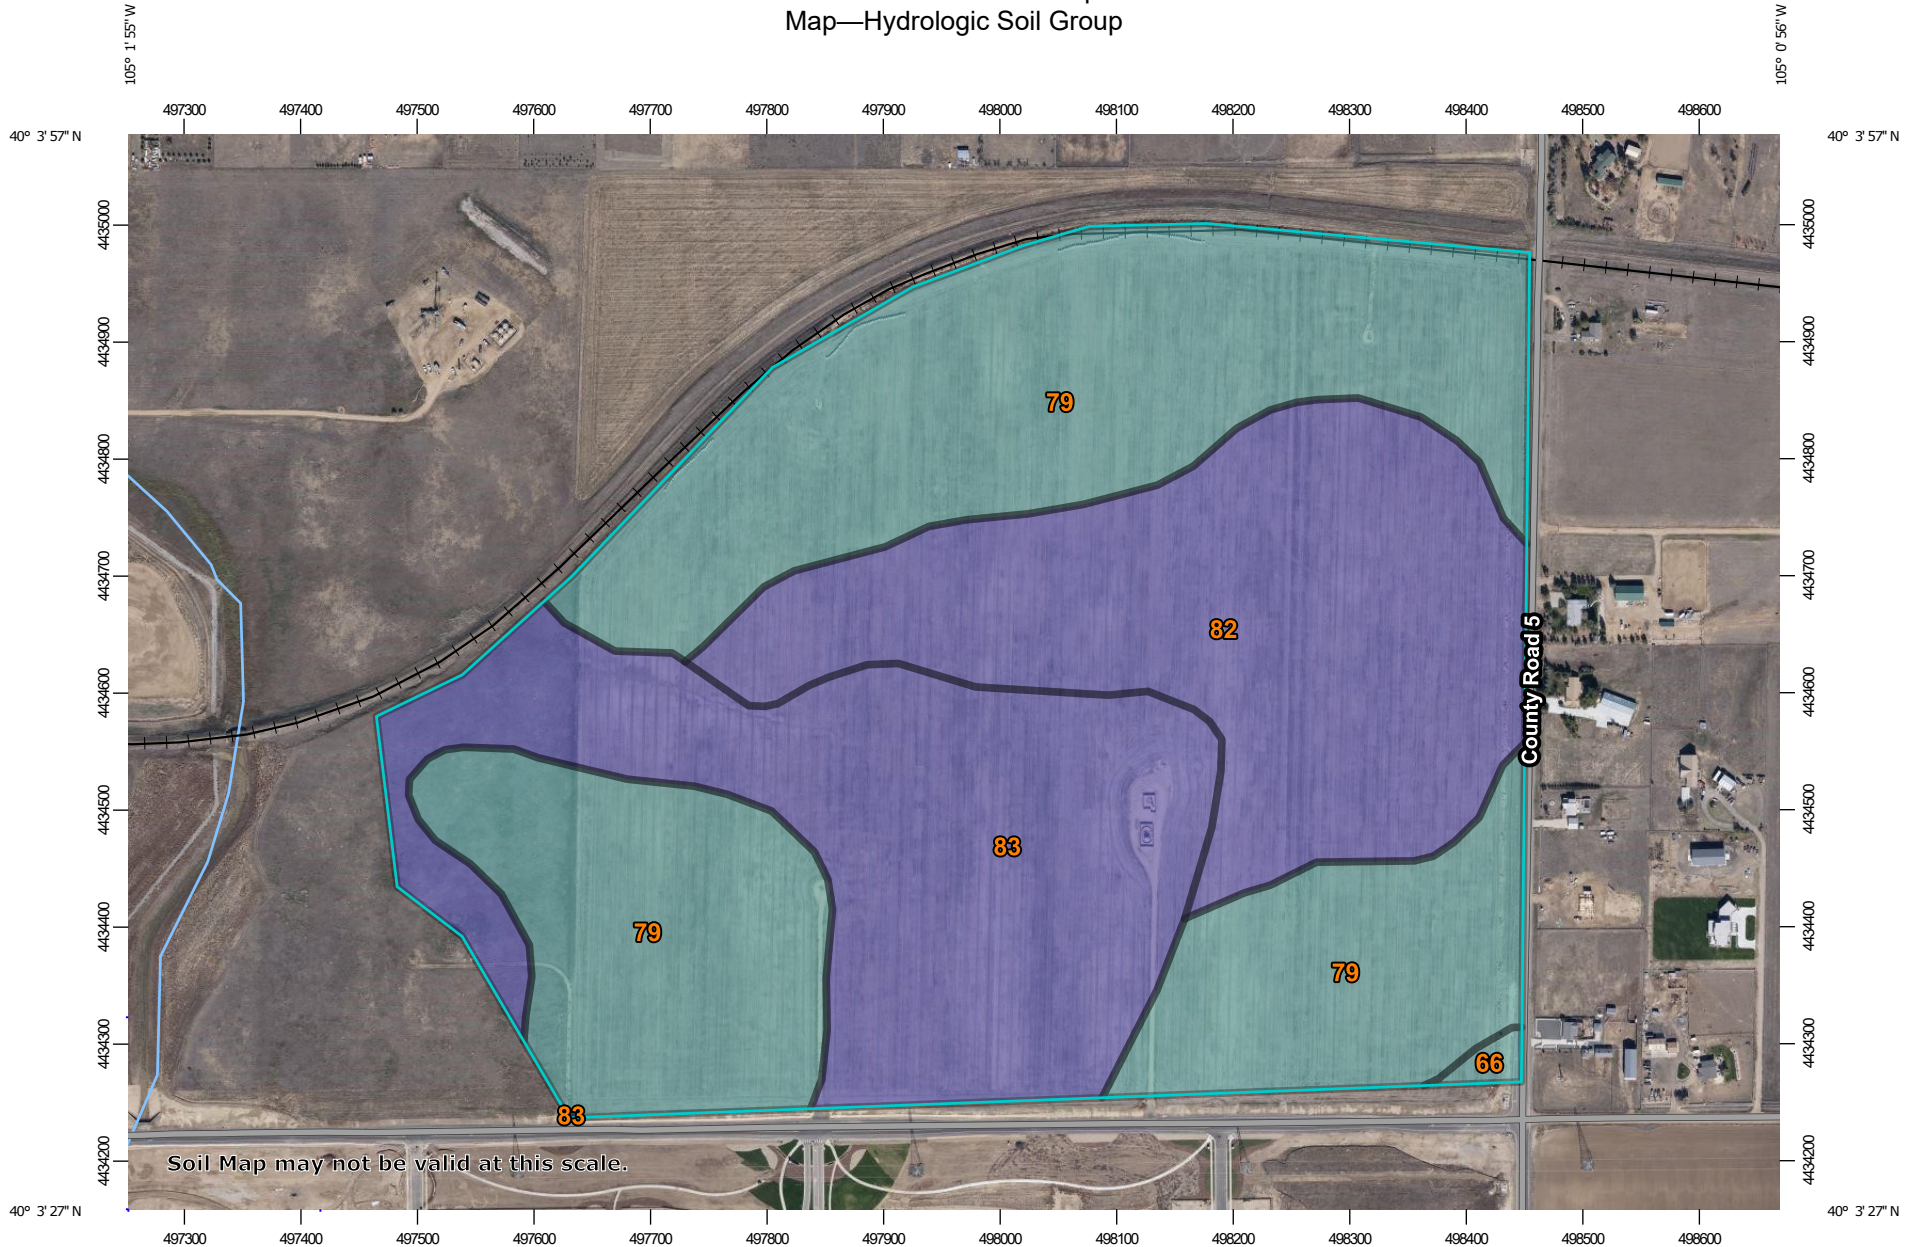 Map—Hydrologic Soil Group
105° 1' 55" W
105° 0' 56" W
497300 497400 497500 497600 497700 497800 497900 498000 498100 498200 498300 498400 498500 498600
40° 3' 57" N
40° 3' 57" N
4435000
4435000
4434900
4434900
79
4434800
4434800
4434700
4434700
82
4434600
4434600
County Road 5
4434500
4434500
83
4434400
4434400
79
79
4434300
4434300
66
83
4434200
4434200
Soil Map may not be valid at this scale.
40° 3' 27" N
40° 3' 27" N
497300 497400 497500 497600 497700 497800 497900 498000 498100 498200 498300 498400 498500 498600